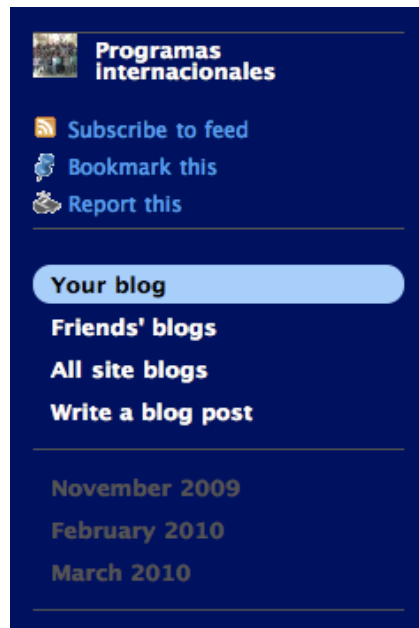 Programas
internacionales
Subscribe to feed
Bookmark this
Report this
Your blog
Friends' blogs
All site blogs
Write a blog post
November 2009
February 2010
March 2010